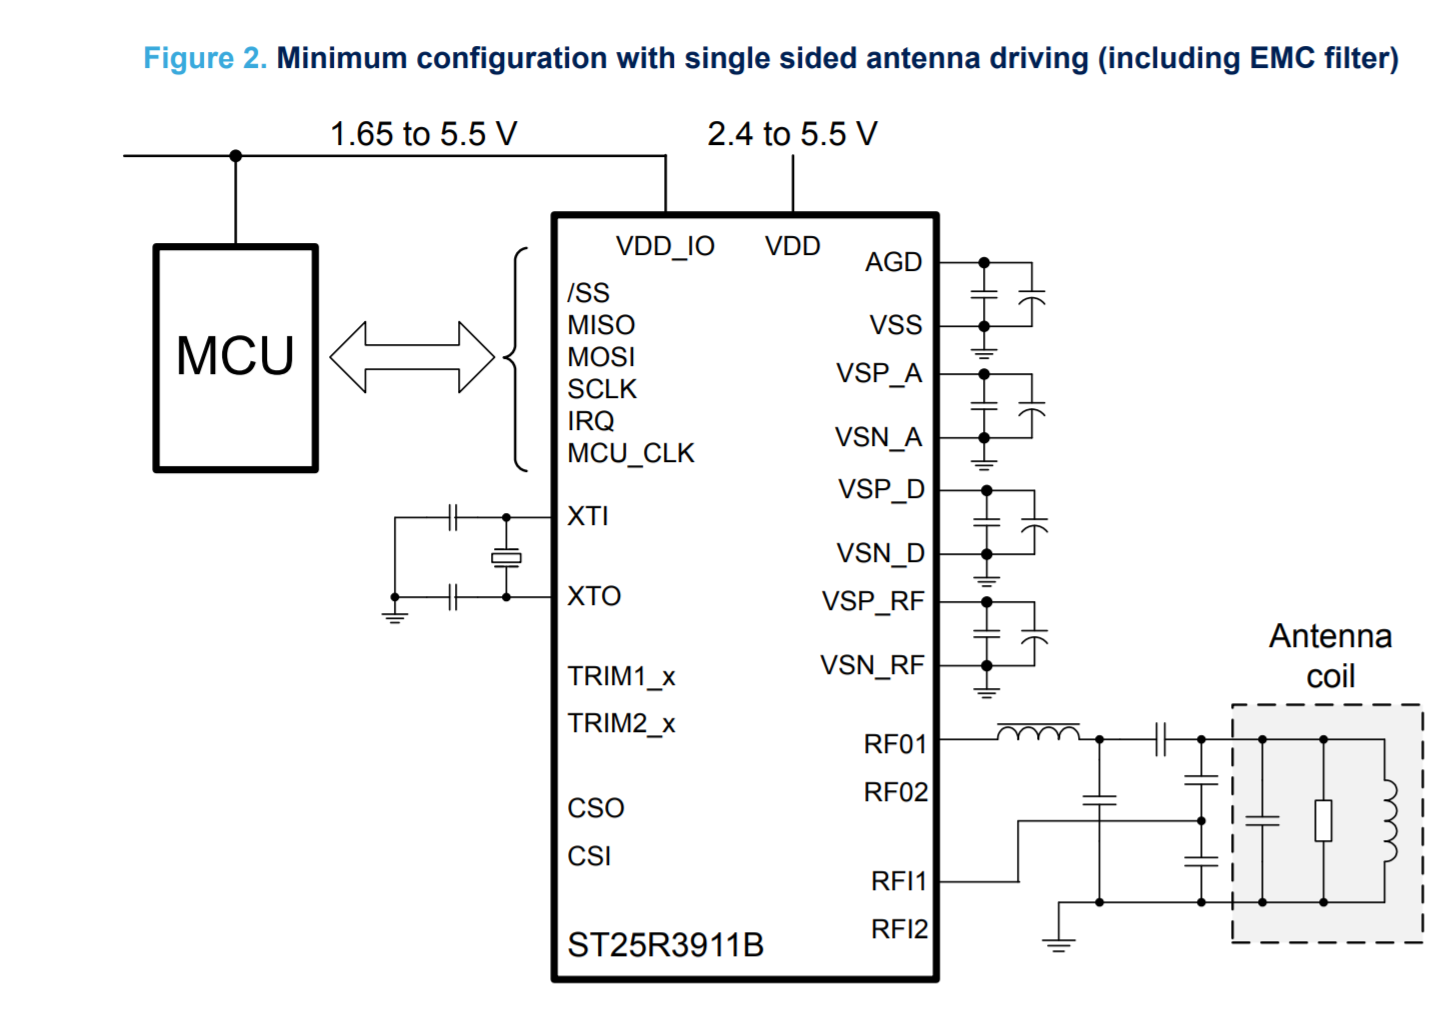 Figure 2. Minimum configuration with single sided antenna driving (including EMC filter)
1.65 to 5.5 V
2.4 to 5.5 V
MCU
VDD_IO
VDD
/SS
MISO
MOSI
SCLK
IRQ
MCU_CLK
XTI
XTO
TRIM1_x
TRIM2_x
CSO
CSI
ST25R3911B
AGD
VSS
VSP_A
VSN_A
VSP_D
VSN_D
VSP_RF
VSN_RF
RF01
RF02
RFI1
RFI2
Antenna
coil